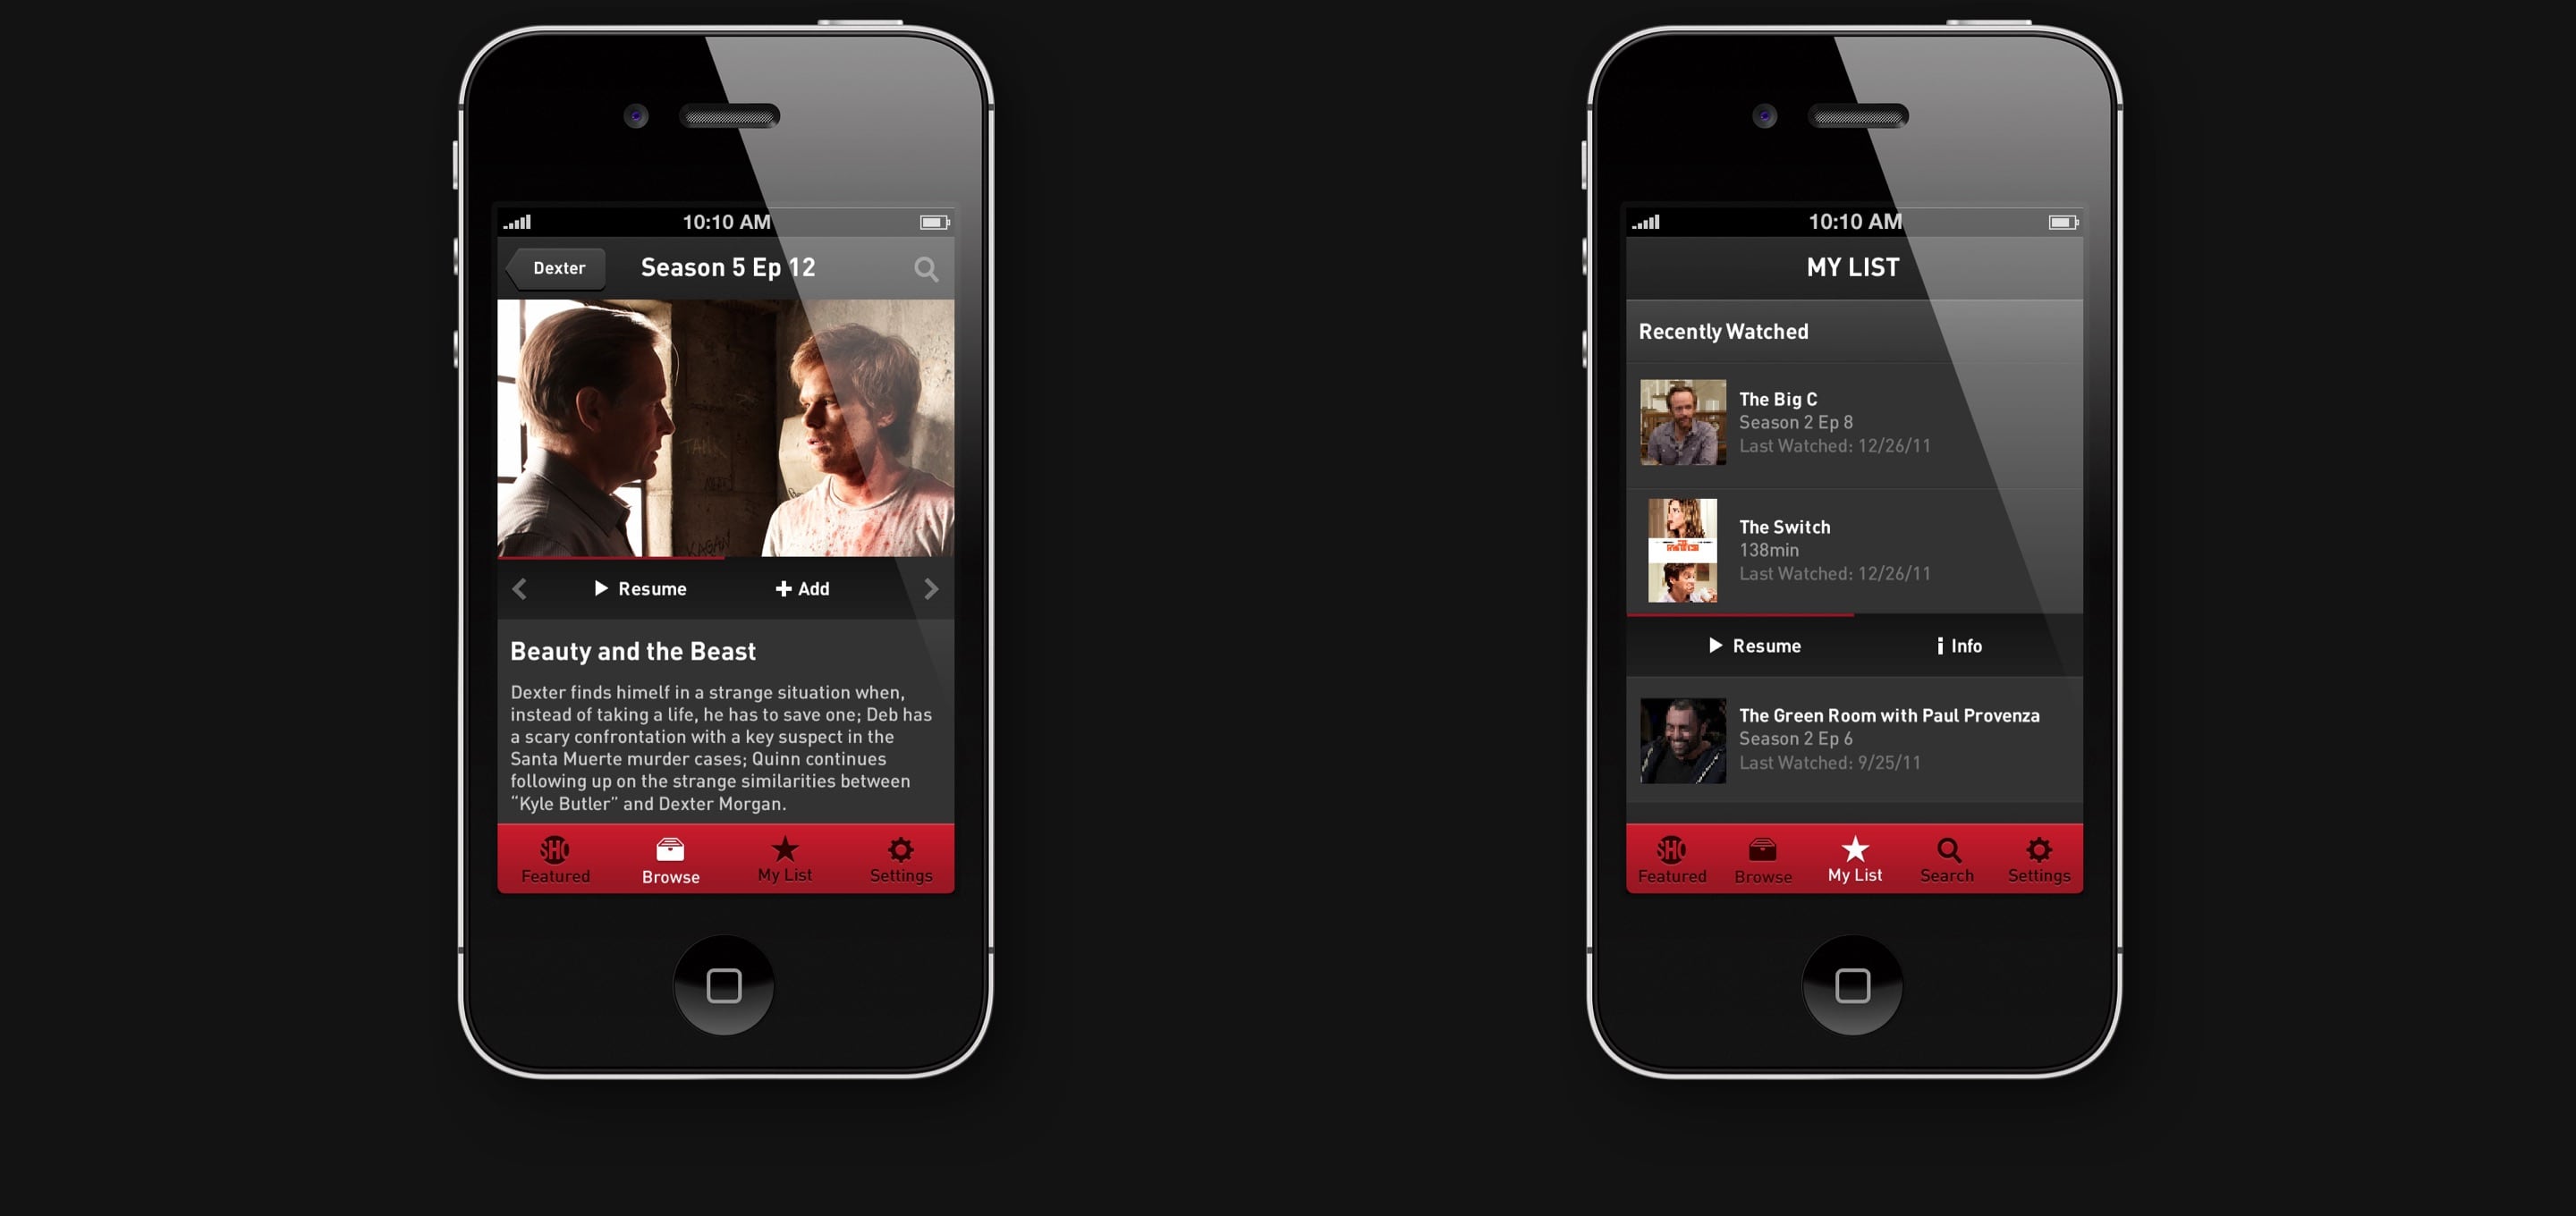 10:10 AM
Dexter
Season 5 Ep 12
KAGAN
Resume
Add
Beauty and the Beast
Dexter finds himelf in a strange situation when,
instead of taking a life, he has to save one; Deb has
a scary confrontation with a key suspect in the
Santa Muerte murder cases; Quinn continues
following up on the strange similarities between
“Kyle Butler” and Dexter Morgan.
SHO
Featured
Browse
My List
Settings
10:10 AM
MY LIST
Recently Watched
The Big C
Season 2 Ep 8
Last Watched: 12/26/11
The Switch
138min
Last Watched: 12/26/11
Resume
Info
The Green Room with Paul Provenza
Season 2 Ep 6
Last Watched: 9/25/11
SHO
Featured
Browse
My List
Search
Settings